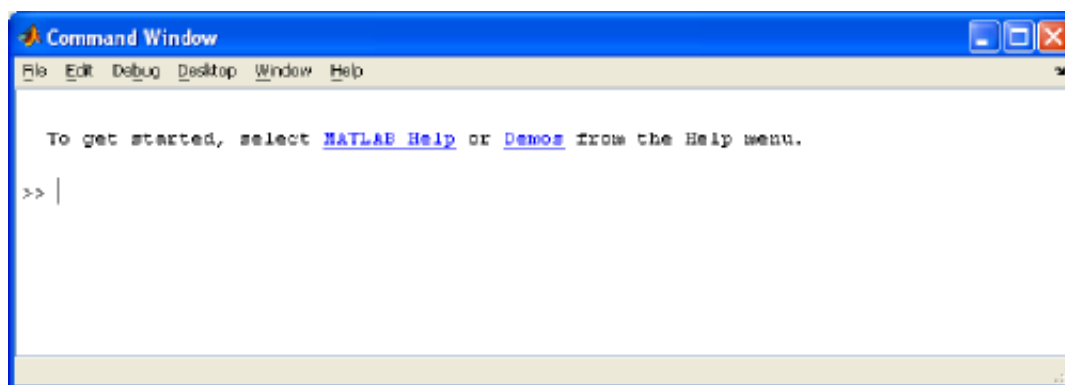 Command Window
File Edit Debug Desktop Window Help
To get started, select MATLAB Help or Demos from the Help menu.
>>